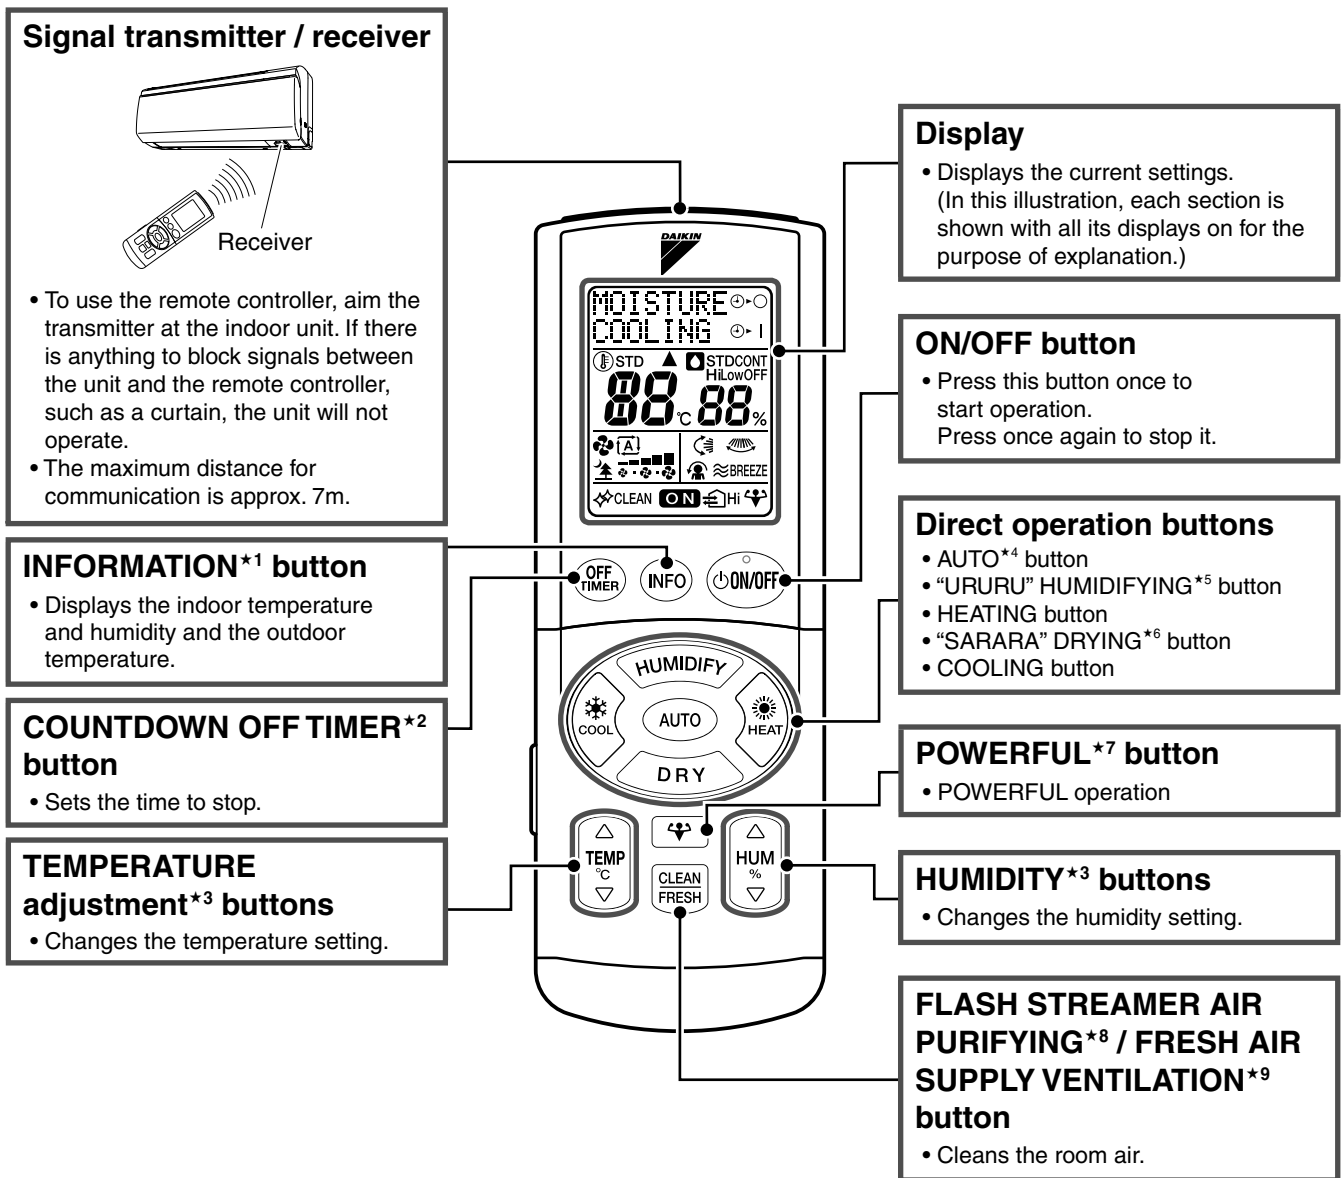 Signal transmitter / receiver
Receiver
• To use the remote controller, aim the
transmitter at the indoor unit. If there
is anything to block signals between
the unit and the remote controller,
such as a curtain, the unit will not
operate.
• The maximum distance for
communication is approx. 7m.
INFORMATION★1 button
• Displays the indoor temperature
and humidity and the outdoor
temperature.
COUNTDOWN OFF TIMER★2
button
• Sets the time to stop.
TEMPERATURE
adjustment★3 buttons
• Changes the temperature setting.
DAIKIN
MOISTURE
COOLING
STD STDCONT
HiLowOFF
88°C 88%
A
BREEZE
CLEAN ON Hi
OFF
TIMER
INFO
ON/OFF
HUMIDIFY
COOL
AUTO
HEAT
DRY
TEMP
°C
CLEAN
FRESH
HUM
%
Display
• Displays the current settings.
(In this illustration, each section is
shown with all its displays on for the
purpose of explanation.)
ON/OFF button
• Press this button once to
start operation.
Press once again to stop it.
Direct operation buttons
• AUTO★4 button
• “URURU” HUMIDIFYING★5 button
• HEATING button
• “SARARA” DRYING★6 button
• COOLING button
POWERFUL★7 button
• POWERFUL operation
HUMIDITY★3 buttons
• Changes the humidity setting.
FLASH STREAMER AIR
PURIFYING★8 / FRESH AIR
SUPPLY VENTILATION★9
button
• Cleans the room air.